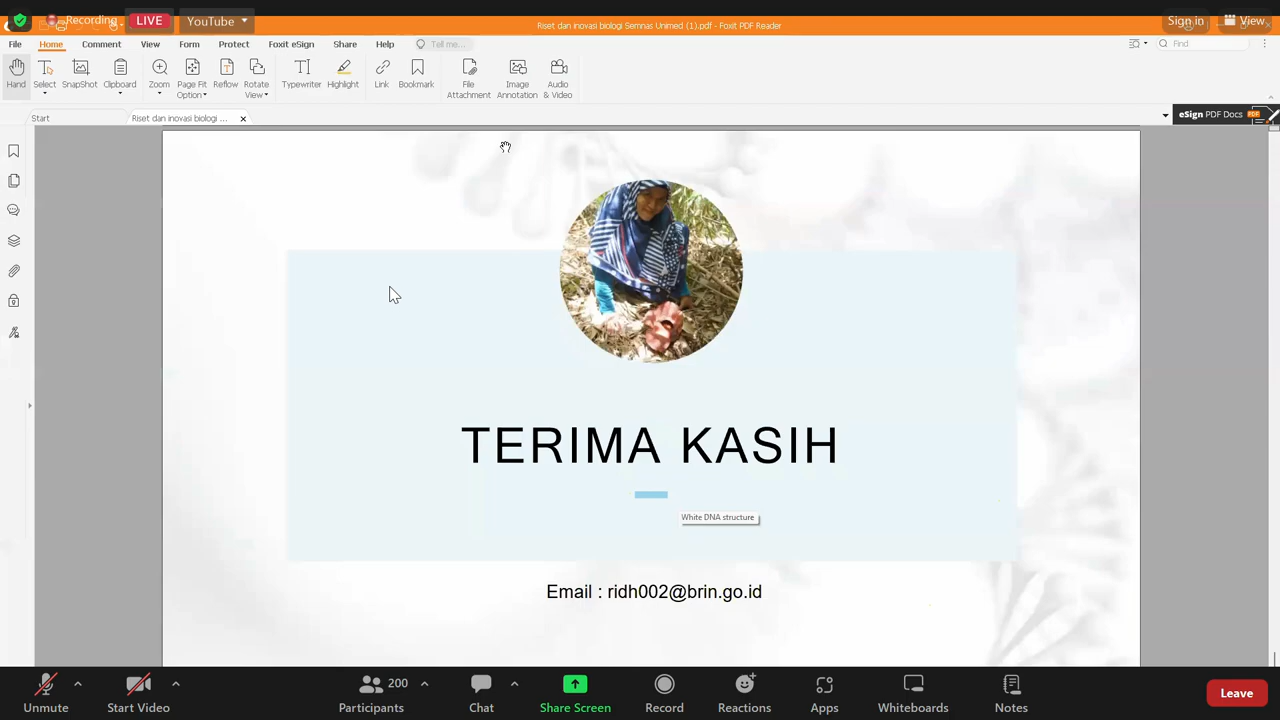 Recording
LIVE
YouTube
Riset dan inovasi biologi Semnas Unimed (1).pdf - Foxit PDF Reader
Sign in
View
File
Home
Comment
View
Form
Protect
Foxit eSign
Share
Help
Tell me...
Find
Hand
Select
SnapShot
Clipboard
Zoom
Page Fit Option
Reflow
Rotate View
Typewriter
Highlight
Link
Bookmark
File Attachment
Image Annotation
Audio & Video
Start
Riset dan inovasi biologi ...
eSign PDF Docs
PDF
TERIMA KASIH
White DNA structure
Email : ridh002@brin.go.id
Unmute
Start Video
200
Participants
Chat
Share Screen
Record
Reactions
Apps
Whiteboards
Notes
Leave